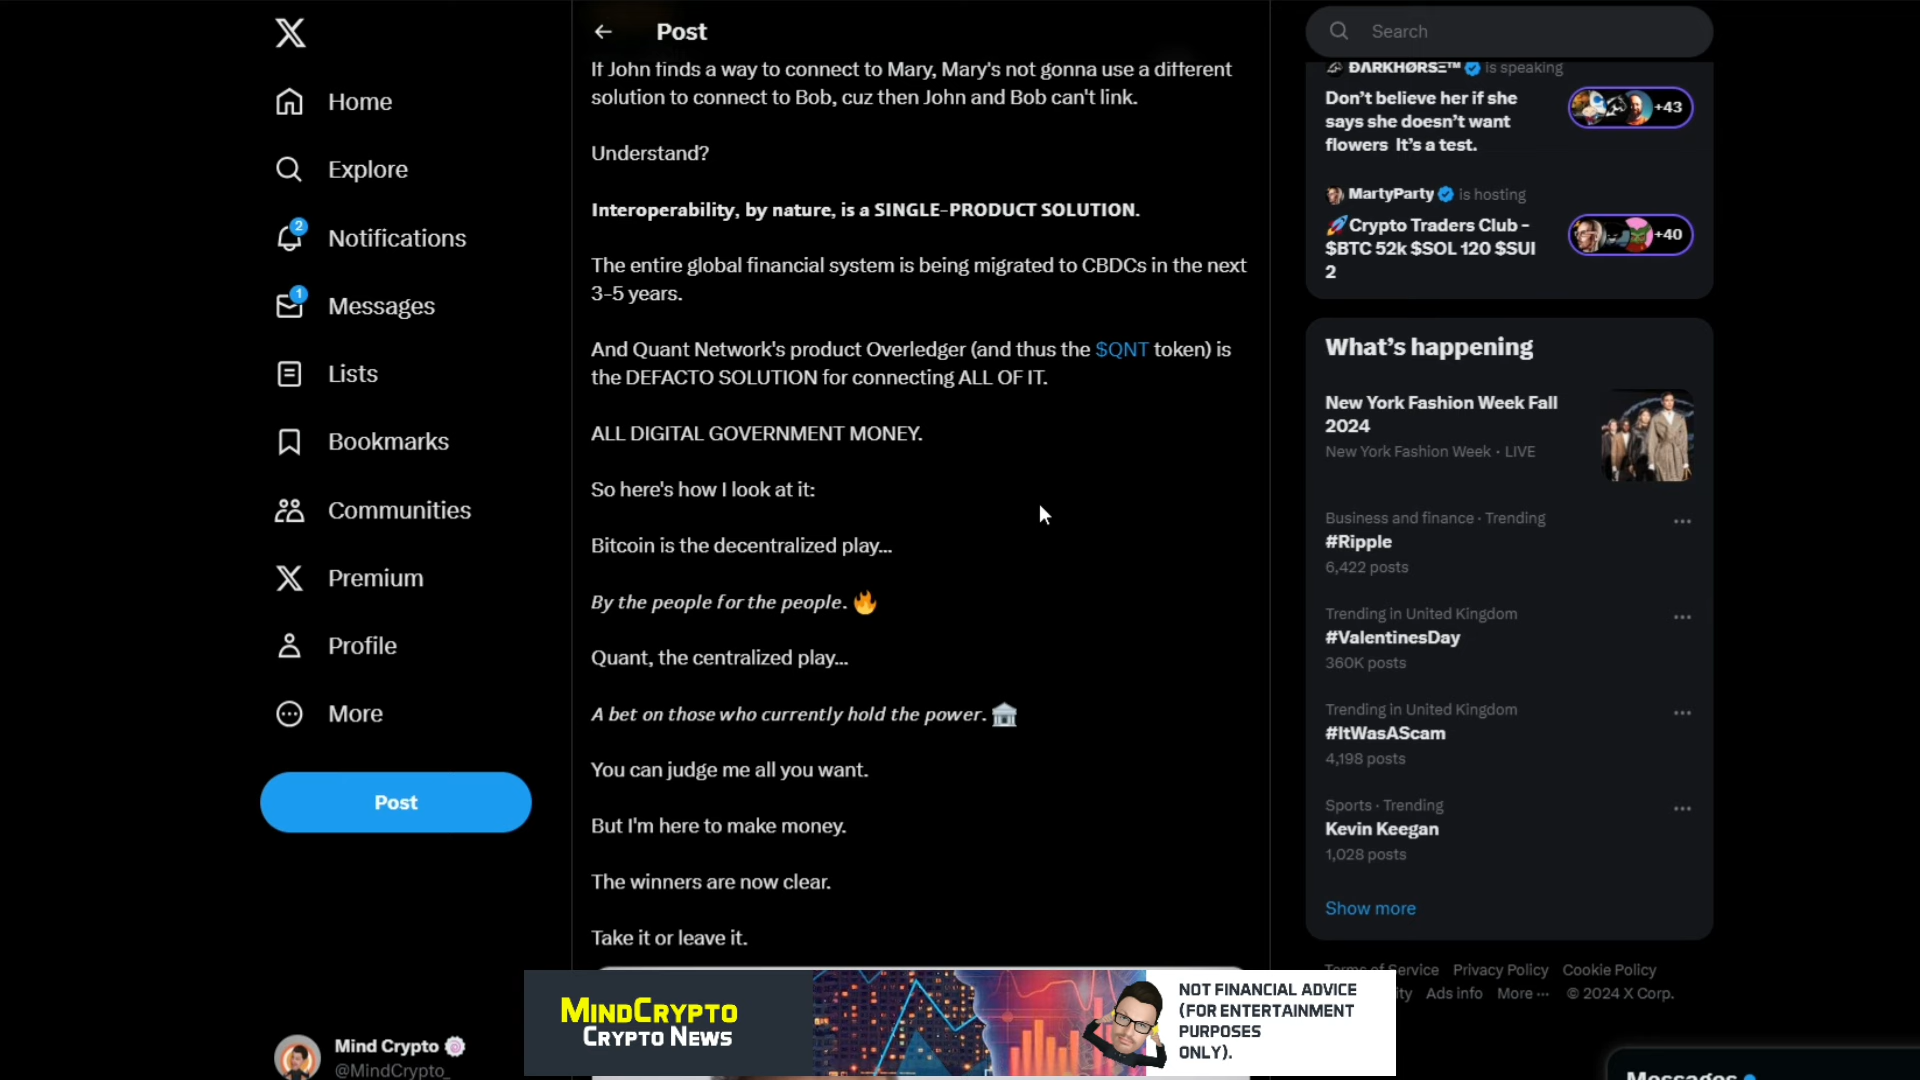 Home
Explore
2
Notifications
1
Messages
Lists
Bookmarks
Communities
Premium
Profile
More
Post
Mind Crypto
@MindCrypto_
Post
If John finds a way to connect to Mary, Mary's not gonna use a different
solution to connect to Bob, cuz then John and Bob can't link.
Understand?
Interoperability, by nature, is a SINGLE-PRODUCT SOLUTION.
The entire global financial system is being migrated to CBDCs in the next
3-5 years.
And Quant Network's product Overledger (and thus the $QNT token) is
the DEFACTO SOLUTION for connecting ALL OF IT.
ALL DIGITAL GOVERNMENT MONEY.
So here's how I look at it:
Bitcoin is the decentralized play...
By the people for the people. 🔥
Quant, the centralized play...
A bet on those who currently hold the power. 🏛️
You can judge me all you want.
But I'm here to make money.
The winners are now clear.
Take it or leave it.
MINDCRYPTO
CRYPTO NEWS
NOT FINANCIAL ADVICE
(FOR ENTERTAINMENT
PURPOSES
ONLY).
Search
ÐΛRKHØRSΞ™ is speaking
Don't believe her if she
says she doesn't want
flowers It's a test.
+43
MartyParty is hosting
🚀Crypto Traders Club -
$BTC 52k $SOL 120 $SUI
2
+40
What's happening
New York Fashion Week Fall
2024
New York Fashion Week · LIVE
Business and finance · Trending
#Ripple
6,422 posts
Trending in United Kingdom
#ValentinesDay
360K posts
Trending in United Kingdom
#ItWasAScam
4,198 posts
Sports · Trending
Kevin Keegan
1,028 posts
Show more
Terms of Service Privacy Policy Cookie Policy
Ads info More ··· © 2024 X Corp.
Messages